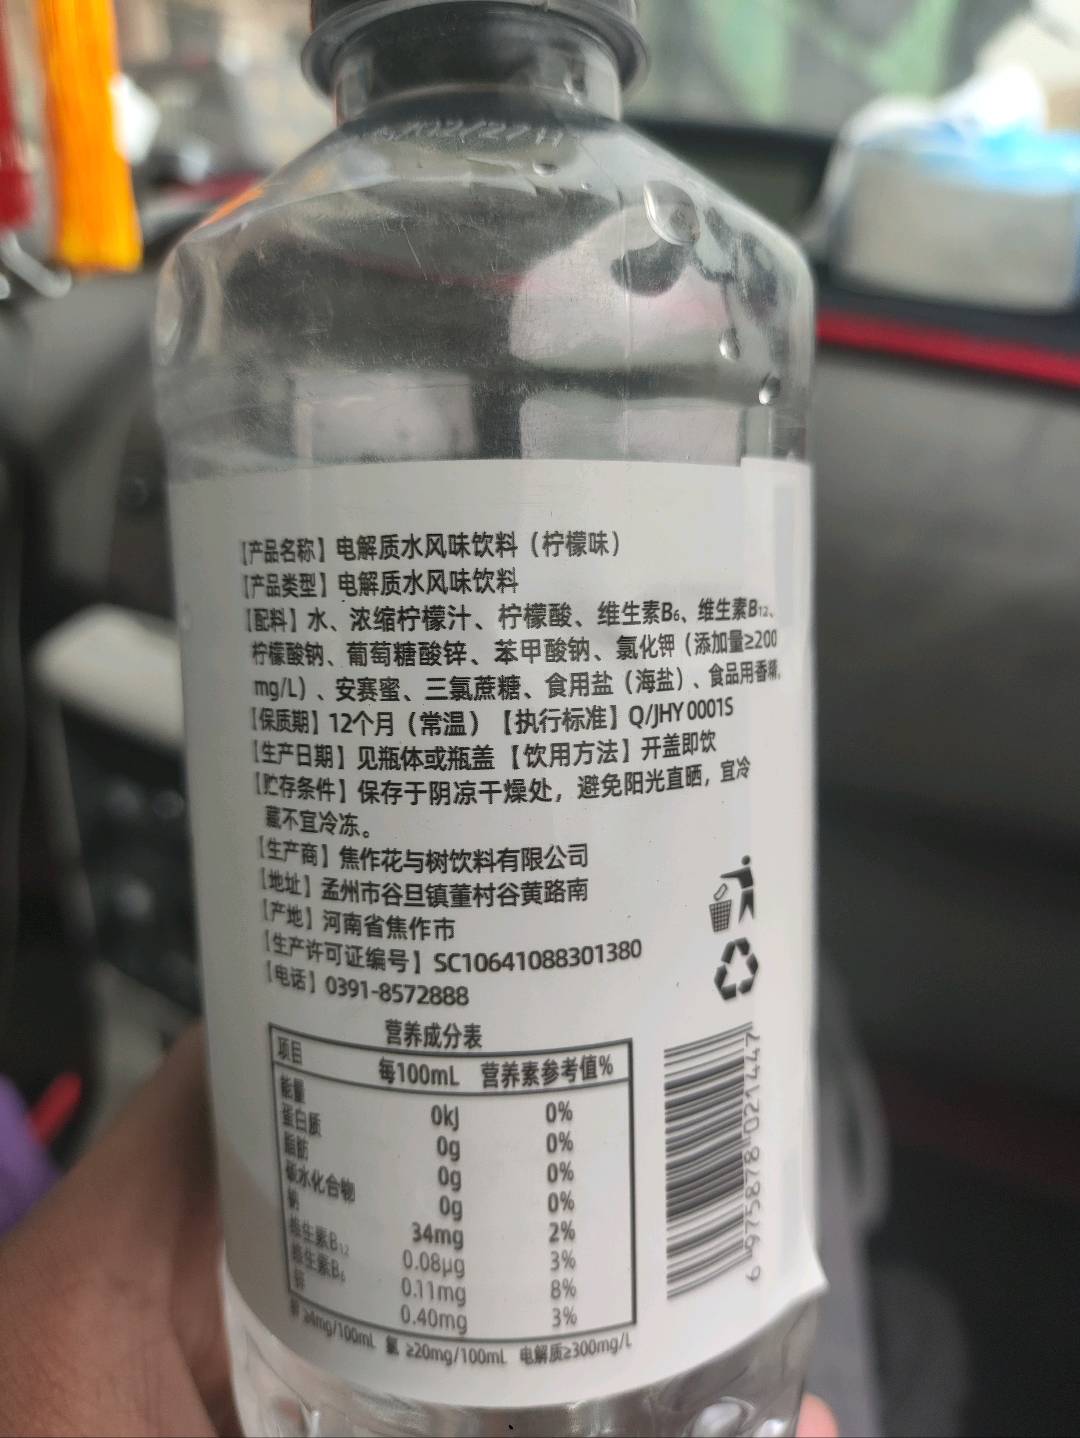 【产品名称】电解质水风味饮料（柠檬味）
【产品类型】电解质水风味饮料
【配料】水、浓缩柠檬汁、柠檬酸、维生素B₆、维生素B₁₂、
柠檬酸钠、葡萄糖酸锌、苯甲酸钠、氯化钾（添加量≥200
mg/L）、安赛蜜、三氯蔗糖、食用盐（海盐）、食品用香精。
【保质期】12个月（常温）【执行标准】Q/JHY 0001S
【生产日期】见瓶体或瓶盖【饮用方法】开盖即饮
【贮存条件】保存于阴凉干燥处，避免阳光直晒，宜冷
藏不宜冷冻。
【生产商】焦作花与树饮料有限公司
【地址】孟州市谷旦镇董村谷黄路南
【产地】河南省焦作市
【生产许可证编号】SC10641088301380
【电话】0391-8572888
营养成分表
项目 每100mL 营养素参考值%
能量 0kJ 0%
蛋白质 0g 0%
脂肪 0g 0%
碳水化合物 0g 0%
钠 34mg 2%
维生素B₁₂ 0.08μg 3%
维生素B₆ 0.11mg 8%
锌 0.40mg 3%
≥4mg/100mL 氯 ≥20mg/100mL 电解质≥300mg/L
6 975878 021447